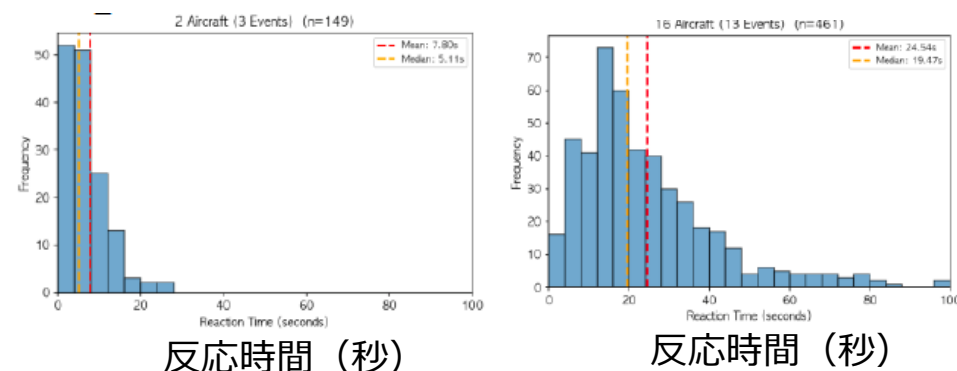 2 Aircraft (3 Events) (n=149)
Mean: 7.80s
Median: 5.11s
50
40
30
20
10
0
Frequency
0 20 40 60 80 100
Reaction Time (seconds)
反応時間（秒）
16 Aircraft (13 Events) (n=461)
Mean: 24.54s
Median: 19.47s
70
60
50
40
30
20
10
0
Frequency
0 20 40 60 80 100
Reaction Time (seconds)
反応時間（秒）